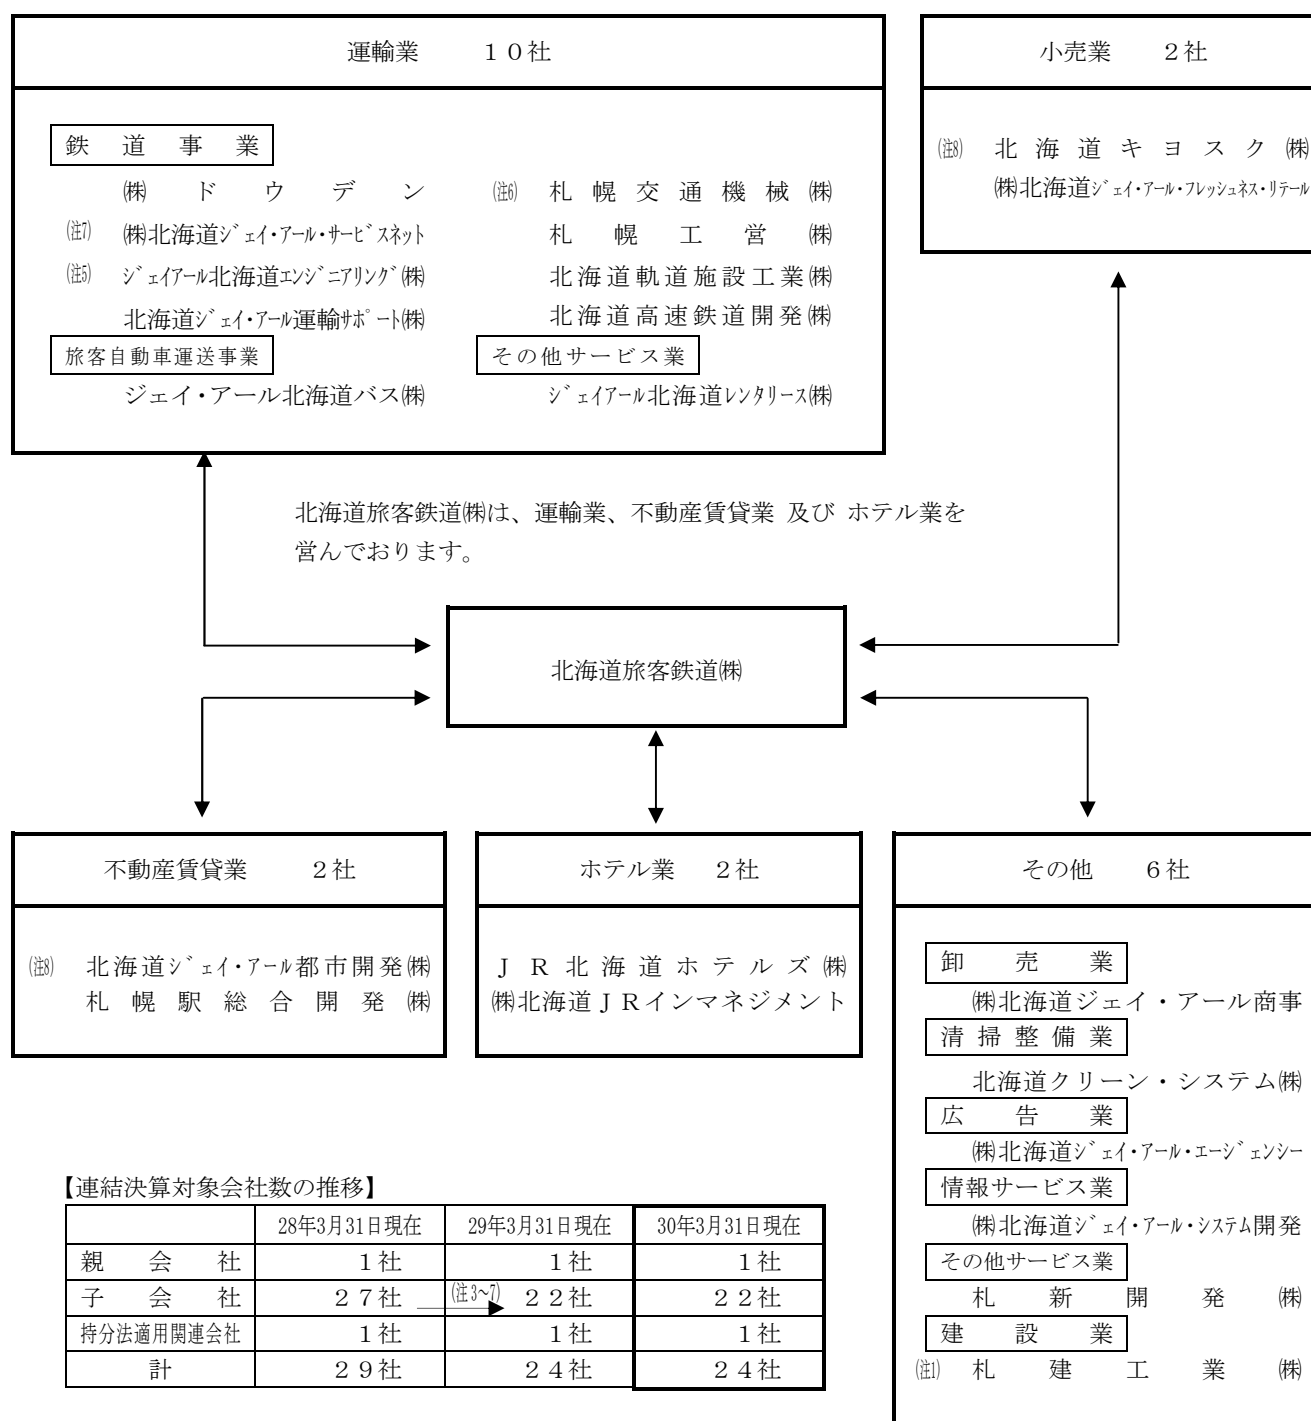 運輸業 １０社
鉄道事業
㈱ドウデン
(注7) ㈱北海道ｼﾞｪｲ・ｱｰﾙ・ｻｰﾋﾞｽﾈｯﾄ
(注5) ｼﾞｪｲｱｰﾙ北海道ｴﾝｼﾞﾆｱﾘﾝｸﾞ㈱
北海道ｼﾞｪｲ・ｱｰﾙ運輸ｻﾎﾟｰﾄ㈱
旅客自動車運送事業
ジェイ・アール北海道バス㈱
(注6) 札幌交通機械㈱
札幌工営㈱
北海道軌道施設工業㈱
北海道高速鉄道開発㈱
その他サービス業
ｼﾞｪｲｱｰﾙ北海道ﾚﾝﾀﾘｰｽ㈱
小売業 ２社
(注8) 北海道キヨスク㈱
㈱北海道ｼﾞｪｲ・ｱｰﾙ・ﾌﾚｯｼｭﾈｽ・ﾘﾃｰﾙ
北海道旅客鉄道㈱は、運輸業、不動産賃貸業 及び ホテル業を
営んでおります。
北海道旅客鉄道㈱
不動産賃貸業 ２社
(注8) 北海道ｼﾞｪｲ・ｱｰﾙ都市開発㈱
札幌駅総合開発㈱
ホテル業 ２社
ＪＲ北海道ホテルズ㈱
㈱北海道ＪＲインマネジメント
その他 ６社
卸売業
㈱北海道ジェイ・アール商事
清掃整備業
北海道クリーン・システム㈱
広告業
㈱北海道ｼﾞｪｲ・ｱｰﾙ・ｴｰｼﾞｪﾝｼｰ
情報サービス業
㈱北海道ｼﾞｪｲ・ｱｰﾙ・ｼｽﾃﾑ開発
その他サービス業
札新開発㈱
建設業
(注1) 札建工業㈱
【連結決算対象会社数の推移】
28年3月31日現在 29年3月31日現在 30年3月31日現在
親会社 １社 １社 １社
子会社 ２７社 (注3~7) ２２社 ２２社
持分法適用関連会社 １社 １社 １社
計 ２９社 ２４社 ２４社